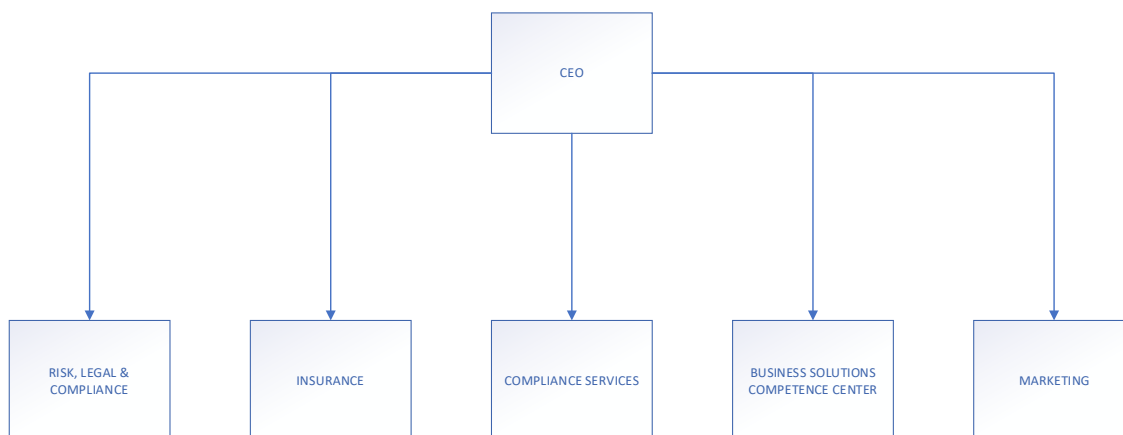 CEO
RISK, LEGAL &
COMPLIANCE
INSURANCE
COMPLIANCE SERVICES
BUSINESS SOLUTIONS
COMPETENCE CENTER
MARKETING